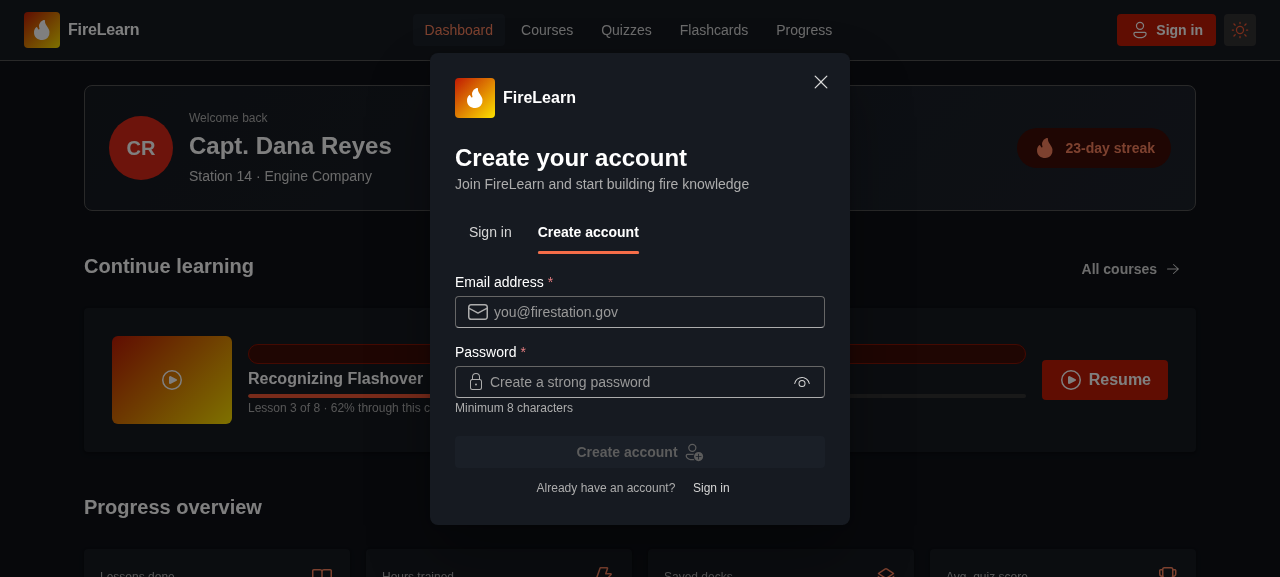 FireLearn
Dashboard
Courses
Quizzes
Flashcards
Progress
Sign in
CR
Welcome back
Capt. Dana Reyes
Station 14 · Engine Company
23-day streak
Continue learning
All courses
Recognizing Flashover
Lesson 3 of 8 · 62% through this c
Resume
Progress overview
Lessons done
Hours trained
Saved decks
Avg. quiz score
FireLearn
Create your account
Join FireLearn and start building fire knowledge
Sign in
Create account
Email address *
you@firestation.gov
Password *
Create a strong password
Minimum 8 characters
Create account
Already have an account? Sign in